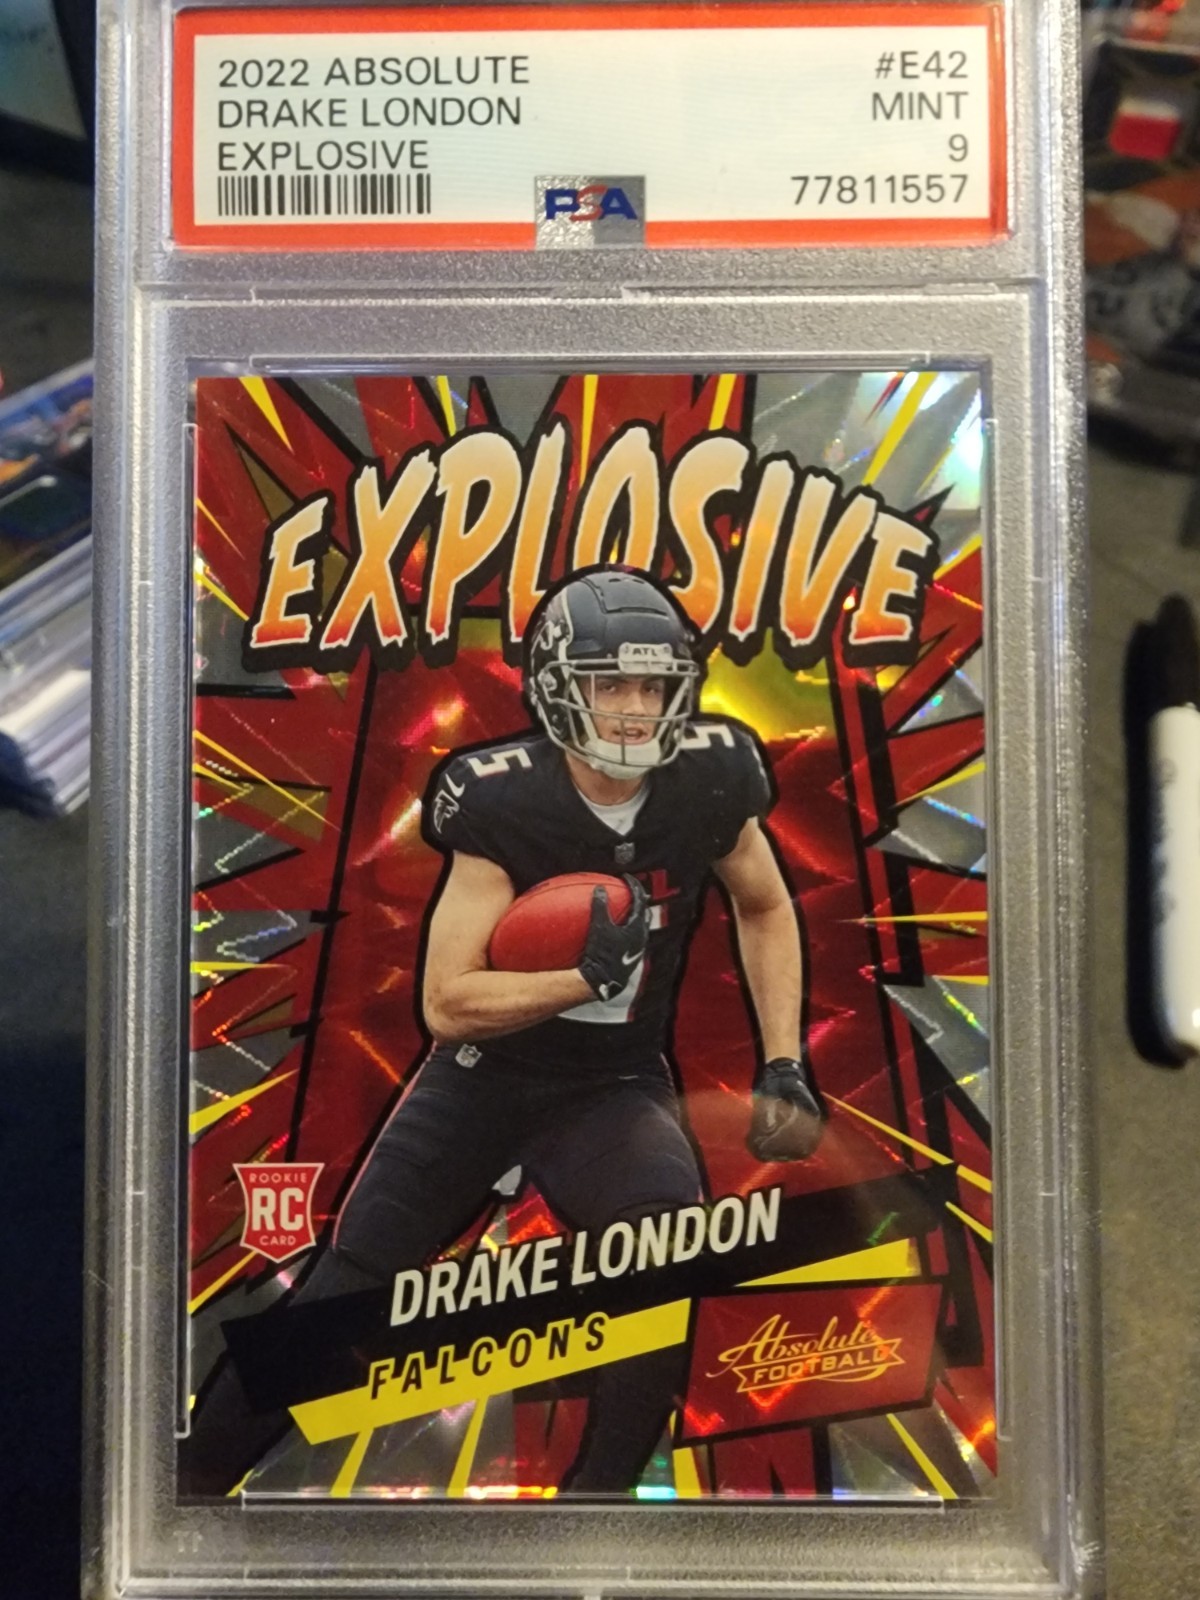 2022 ABSOLUTE #E42
DRAKE LONDON MINT
EXPLOSIVE 9
PSA 77811557
EXPLOSIVE
ATL
5 5
ROOKIE
RC
CARD
DRAKE LONDON
FALCONS
Absolute
FOOTBALL